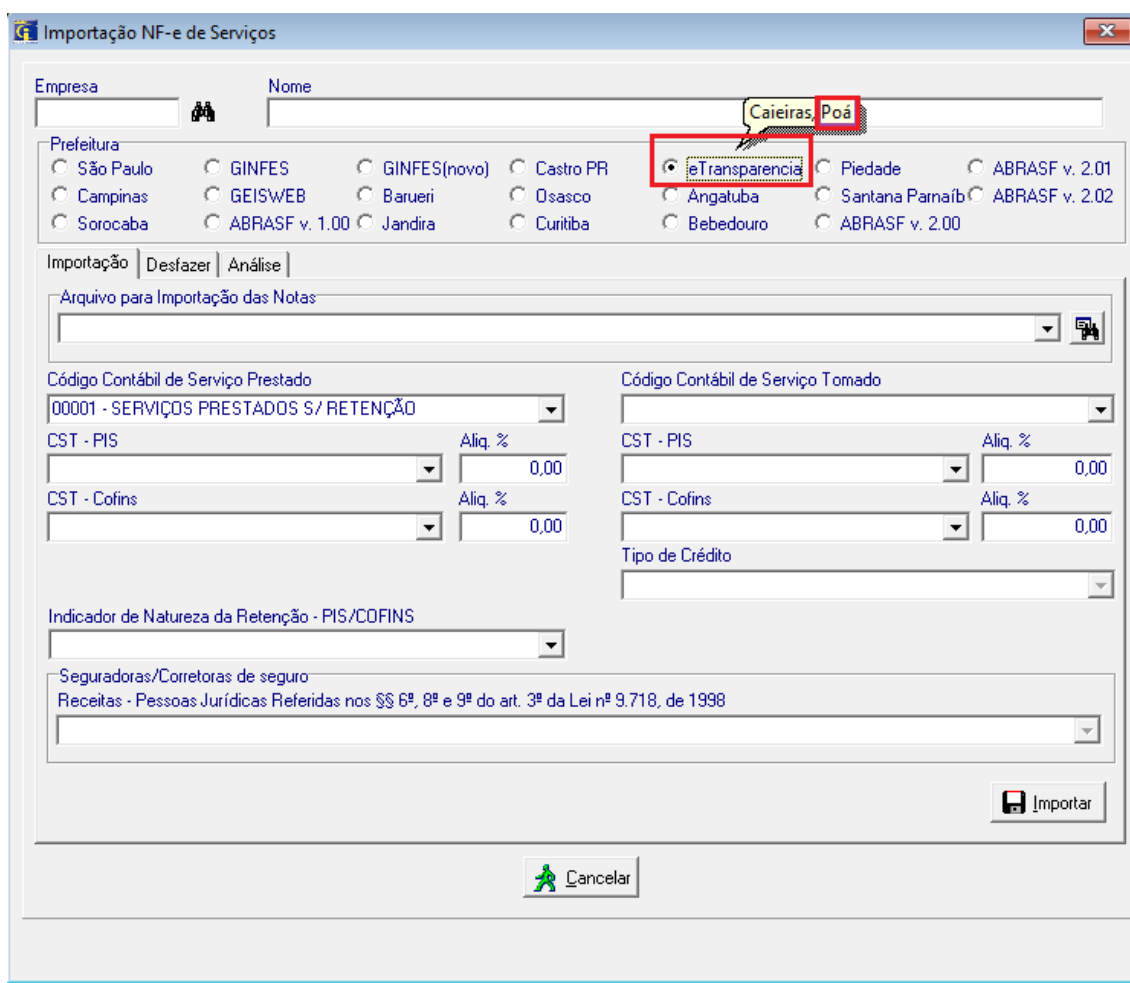 Importação NF-e de Serviços
Empresa Nome
Caieiras, Poá
Prefeitura
São Paulo GINFES GINFES(novo) Castro PR eTransparencia Piedade ABRASF v. 2.01
Campinas GEISWEB Barueri Osasco Angatuba Santana Parnaíb ABRASF v. 2.02
Sorocaba ABRASF v. 1.00 Jandira Curitiba Bebedouro ABRASF v. 2.00
Importação Desfazer Análise
Arquivo para Importação das Notas
Código Contábil de Serviço Prestado Código Contábil de Serviço Tomado
00001 - SERVIÇOS PRESTADOS S/ RETENÇÃO
CST - PIS Aliq. % CST - PIS Aliq. %
0,00 0,00
CST - Cofins Aliq. % CST - Cofins Aliq. %
0,00 0,00
Tipo de Crédito
Indicador de Natureza da Retenção - PIS/COFINS
Seguradoras/Corretoras de seguro
Receitas - Pessoas Jurídicas Referidas nos §§ 6º, 8º e 9º do art. 3º da Lei nº 9.718, de 1998
Importar
Cancelar